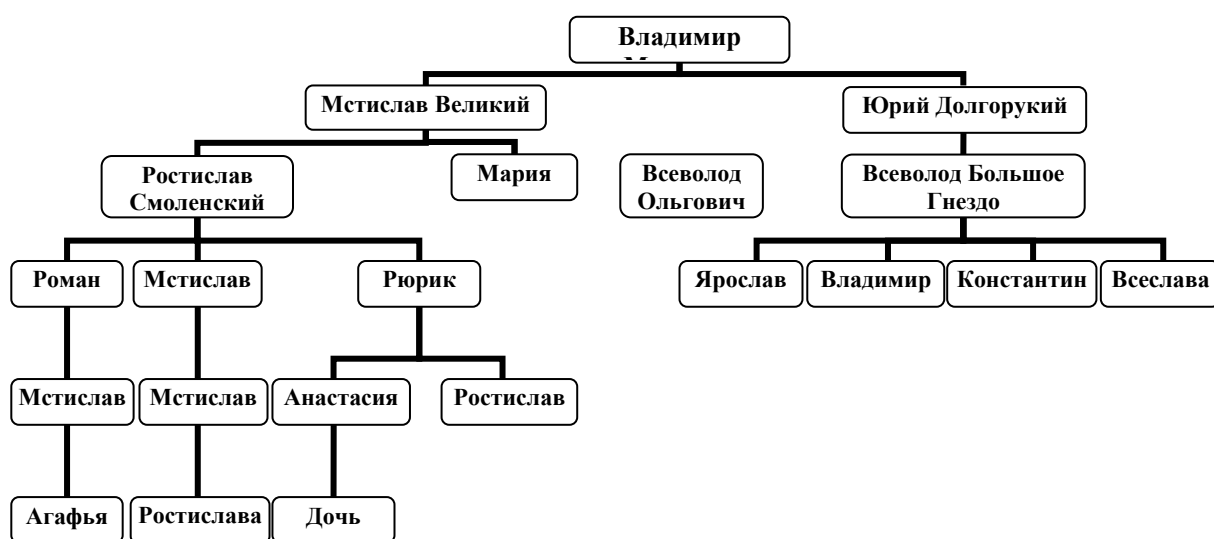 Владимир
Мстислав Великий
Юрий Долгорукий
Ростислав
Смоленский
Мария
Всеволод
Ольгович
Всеволод Большое
Гнездо
Роман
Мстислав
Рюрик
Ярослав
Владимир
Константин
Всеслава
Мстислав
Мстислав
Анастасия
Ростислав
Агафья
Ростислава
Дочь